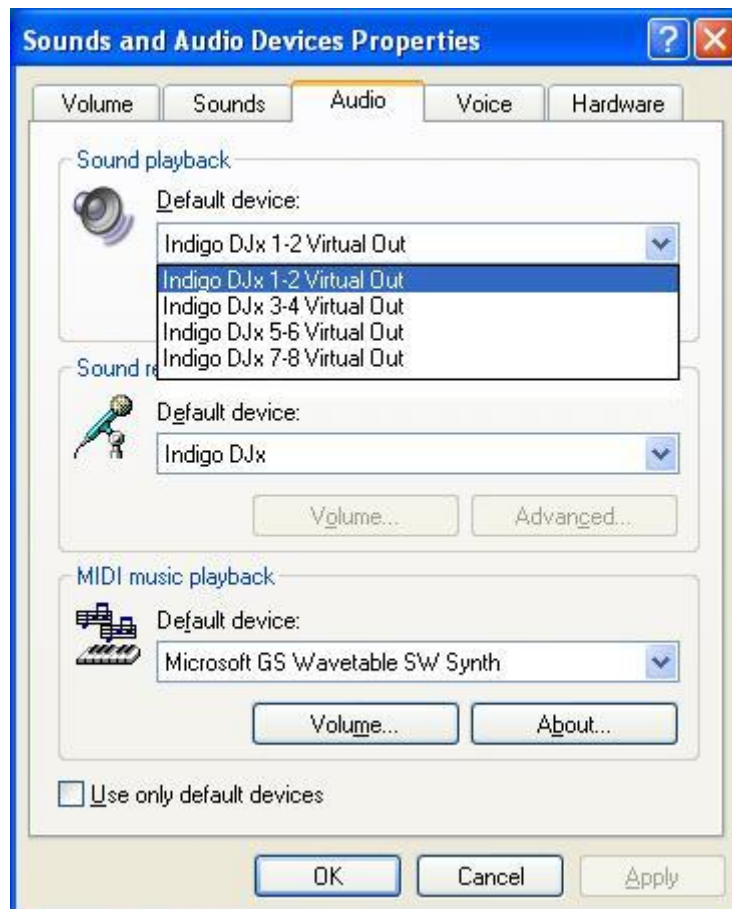 Sounds and Audio Devices Properties
Volume
Sounds
Audio
Voice
Hardware
Sound playback
Default device:
Indigo DJx 1-2 Virtual Out
Indigo DJx 1-2 Virtual Out
Indigo DJx 3-4 Virtual Out
Indigo DJx 5-6 Virtual Out
Indigo DJx 7-8 Virtual Out
Sound re
Default device:
Indigo DJx
Volume...
Advanced...
MIDI music playback
Default device:
Microsoft GS Wavetable SW Synth
Volume...
About...
Use only default devices
OK
Cancel
Apply